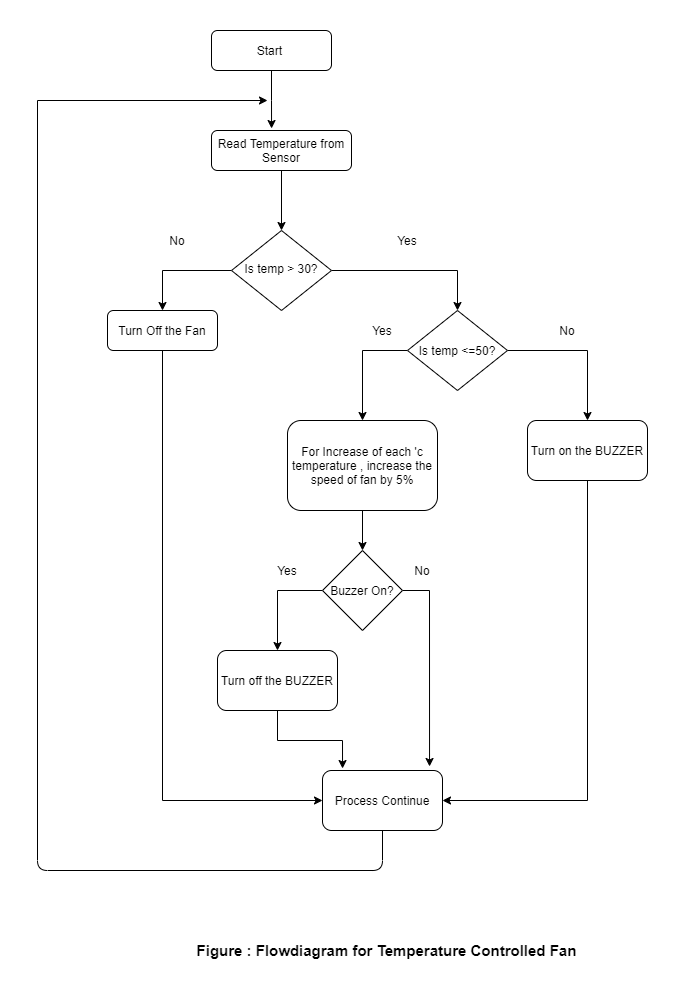 Start
Read Temperature from
Sensor
No
Yes
Is temp > 30?
Turn Off the Fan
Yes
No
Is temp <=50?
For Increase of each 'c
temperature , increase the
speed of fan by 5%
Turn on the BUZZER
Yes
No
Buzzer On?
Turn off the BUZZER
Process Continue
Figure : Flowdiagram for Temperature Controlled Fan